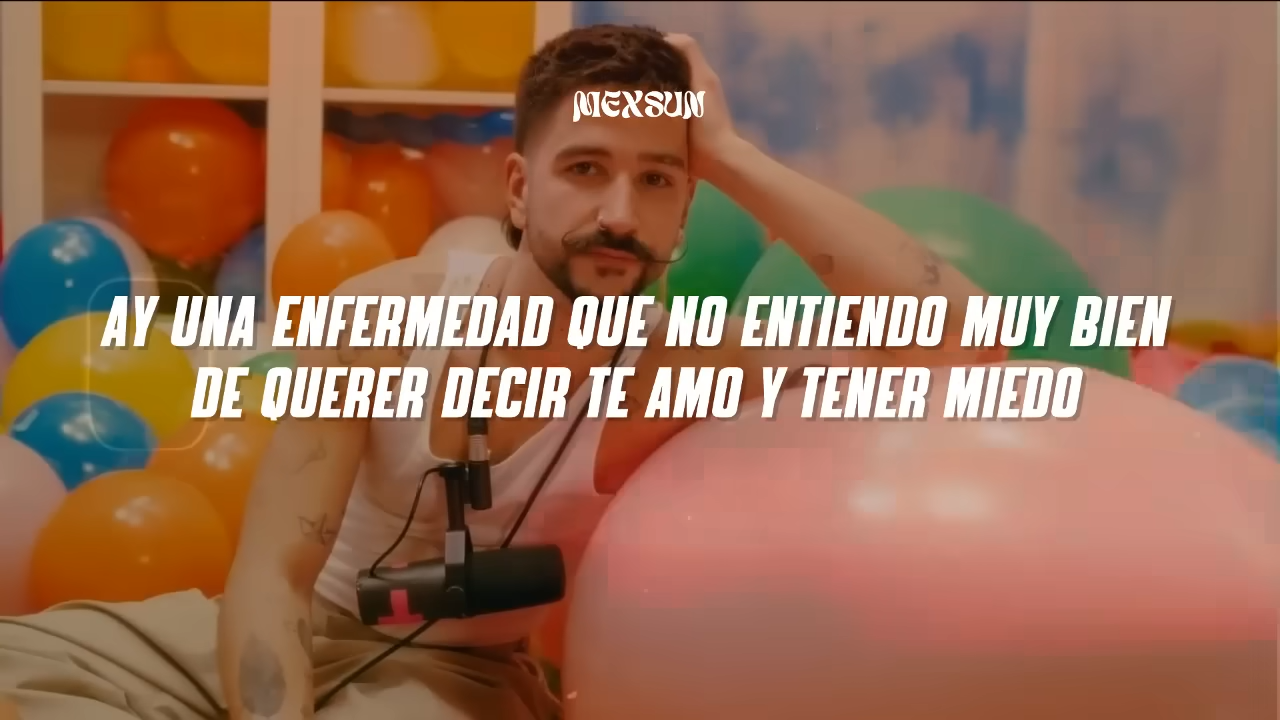 MEXSUN
AY UNA ENFERMEDAD QUE NO ENTIENDO MUY BIEN
DE QUERER DECIR TE AMO Y TENER MIEDO